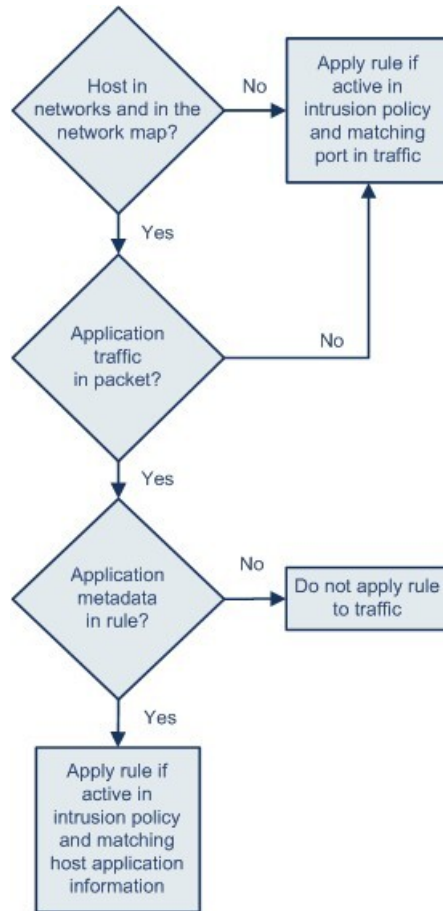 Host in
networks and in the
network map?
No
Apply rule if
active in
intrusion policy
and matching
port in traffic
Yes
Application
traffic
in packet?
No
Yes
Application
metadata
in rule?
No
Do not apply rule
to traffic
Yes
Apply rule if
active in
intrusion policy
and matching
host application
information